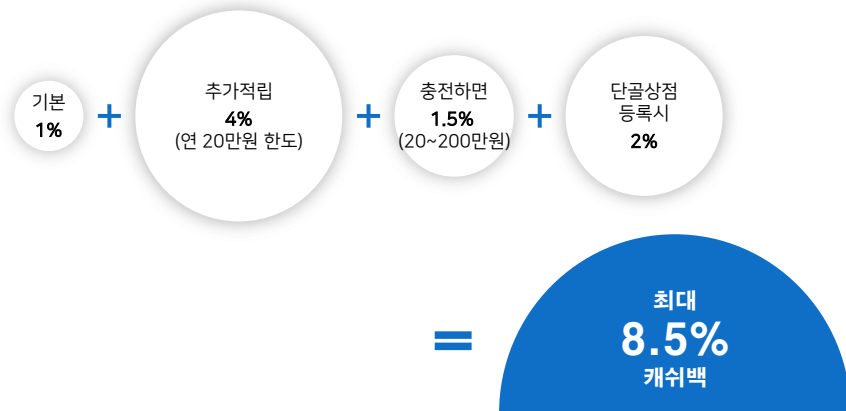 기본
1%
+
추가적립
4%
(연 20만원 한도)
+
충전하면
1.5%
(20~200만원)
+
단골상점
등록시
2%
=
최대
8.5%
캐쉬백